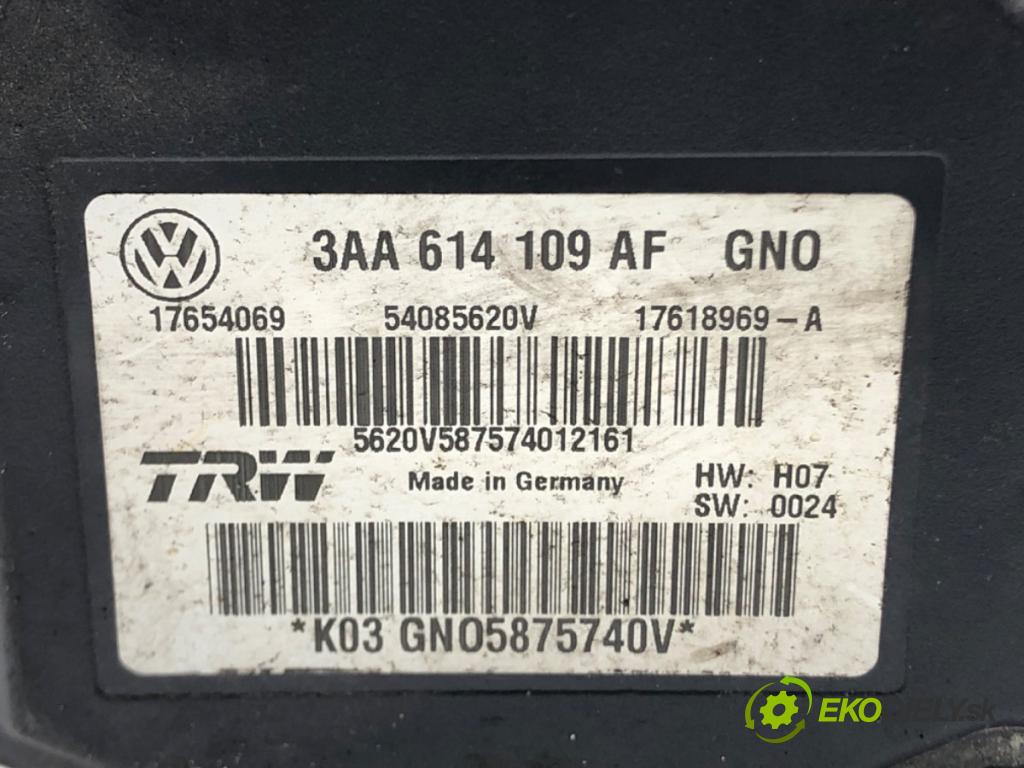 3AA 614 109 AF GNO
17654069 54085620V 17618969-A
5620V587574012161
TRW Made in Germany HW: H07
SW: 0024
*K03 GNO5875740V*
EKODIELY.sk